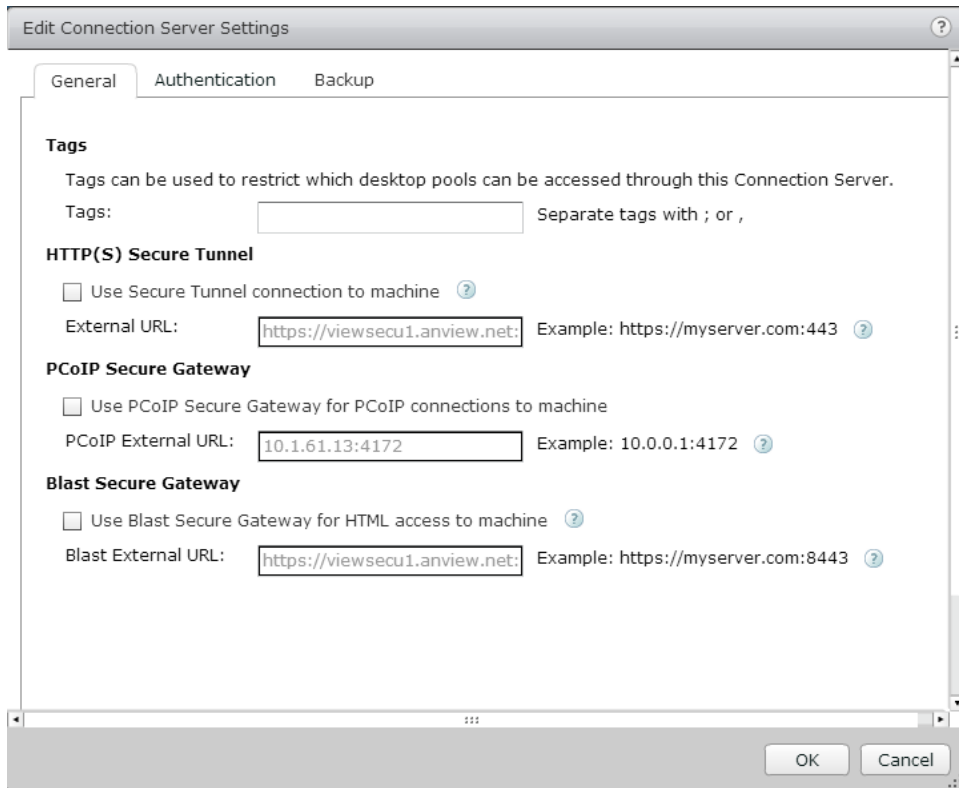 Edit Connection Server Settings ?
General Authentication Backup
Tags
Tags can be used to restrict which desktop pools can be accessed through this Connection Server.
Tags: Separate tags with ; or ,
HTTP(S) Secure Tunnel
Use Secure Tunnel connection to machine ?
External URL: https://viewsecu1.anview.net: Example: https://myserver.com:443 ?
PCoIP Secure Gateway
Use PCoIP Secure Gateway for PCoIP connections to machine
PCoIP External URL: 10.1.61.13:4172 Example: 10.0.0.1:4172 ?
Blast Secure Gateway
Use Blast Secure Gateway for HTML access to machine ?
Blast External URL: https://viewsecu1.anview.net: Example: https://myserver.com:8443 ?
OK Cancel